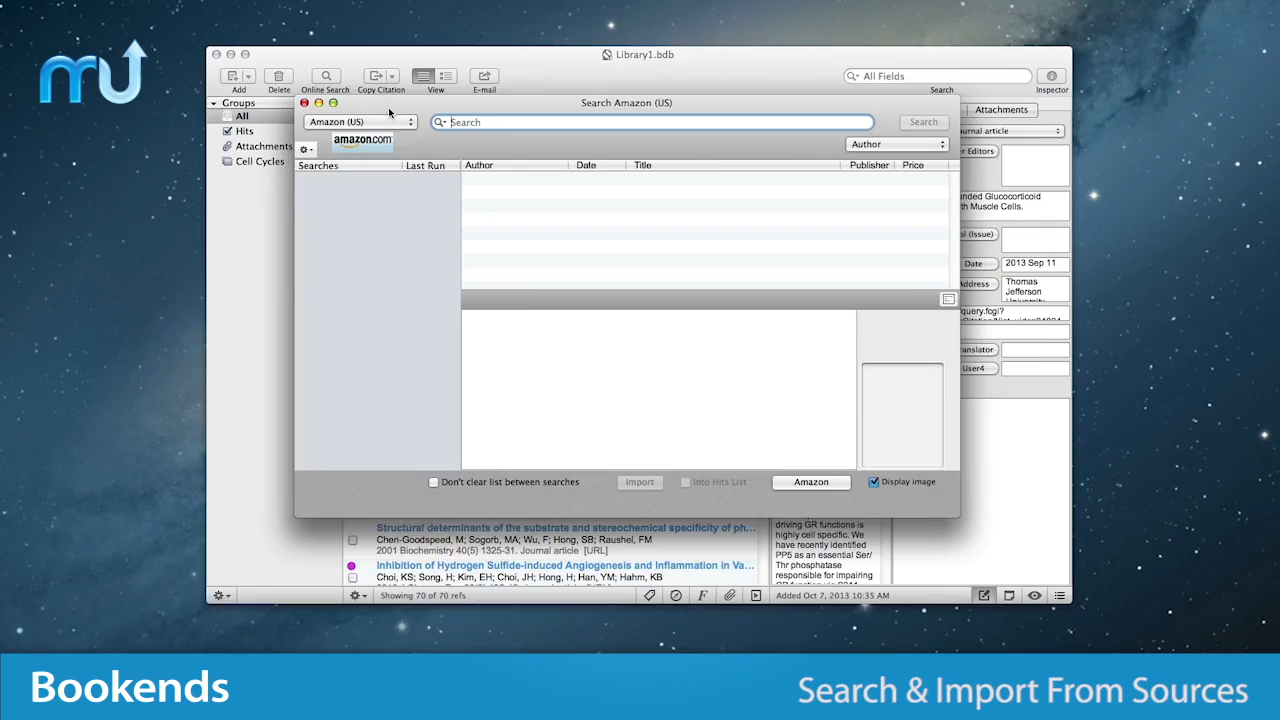 mu
Library1.bdb
All Fields
Add
Delete
Online Search
Copy Citation
View
E-mail
Search
Inspector
Groups
All
Hits
Attachments
Cell Cycles
Search Amazon (US)
Amazon (US)
Search
Search
amazon.com
Author
Searches
Last Run
Author
Date
Title
Publisher
Price
Don't clear list between searches
Import
Into Hits List
Amazon
Display image
Attachments
Editors
Glucocorticoid
Muscle Cells.
(Issue)
Date
2013 Sep 11
Thomas
Jefferson
query.fcgi?
User4
Structural determinants of the substrate and stereochemical specificity of ph...
Chen-Goodspeed, M; Sogorb, MA; Wu, F; Hong, SB; Raushel, FM
2001 Biochemistry 40(5) 1325-31. Journal article [URL]
Inhibition of Hydrogen Sulfide-induced Angiogenesis and Inflammation in Va...
Choi, KS; Song, H; Kim, EH; Choi, JH; Hong, H; Han, YM; Hahm, KB
driving GR functions is
highly cell specific. We
have recently identified
PP5 as an essential Ser/
Thr phosphatase
responsible for impairing
Showing 70 of 70 refs
Added Oct 7, 2013 10:35 AM
Bookends
Search & Import From Sources